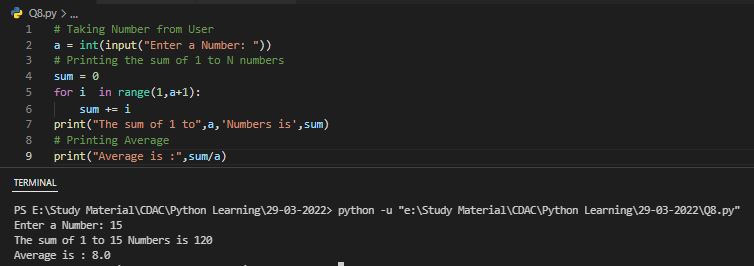 Q8.py > ...
1 # Taking Number from User
2 a = int(input("Enter a Number: "))
3 # Printing the sum of 1 to N numbers
4 sum = 0
5 for i  in range(1,a+1):
6     sum += i
7 print("The sum of 1 to",a,'Numbers is',sum)
8 # Printing Average
9 print("Average is :",sum/a)
TERMINAL
PS E:\Study Material\CDAC\Python Learning\29-03-2022> python -u "e:\Study Material\CDAC\Python Learning\29-03-2022\Q8.py"
Enter a Number: 15
The sum of 1 to 15 Numbers is 120
Average is : 8.0